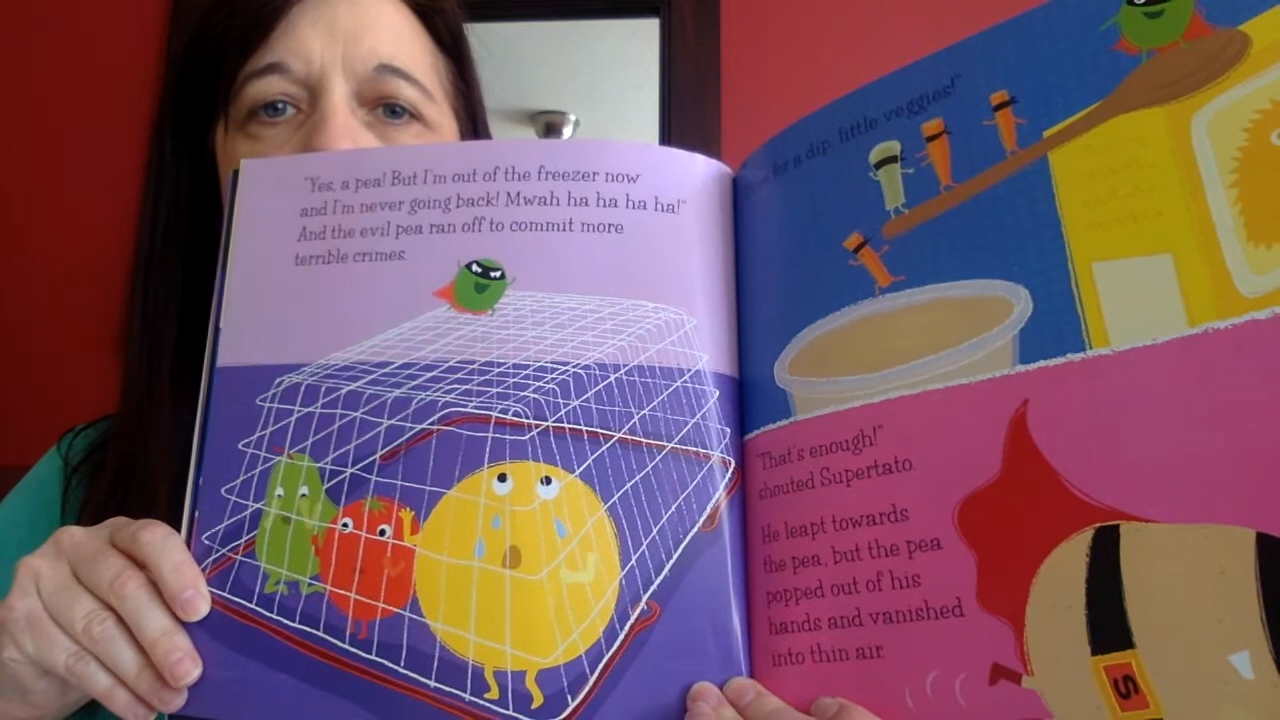 "Yes, a pea! But I'm out of the freezer now
and I'm never going back! Mwah ha ha ha ha!"
And the evil pea ran off to commit more
terrible crimes.
for a dip, little veggies!"
"That's enough!"
shouted Supertato.
He leapt towards
the pea, but the pea
popped out of his
hands and vanished
into thin air.
S